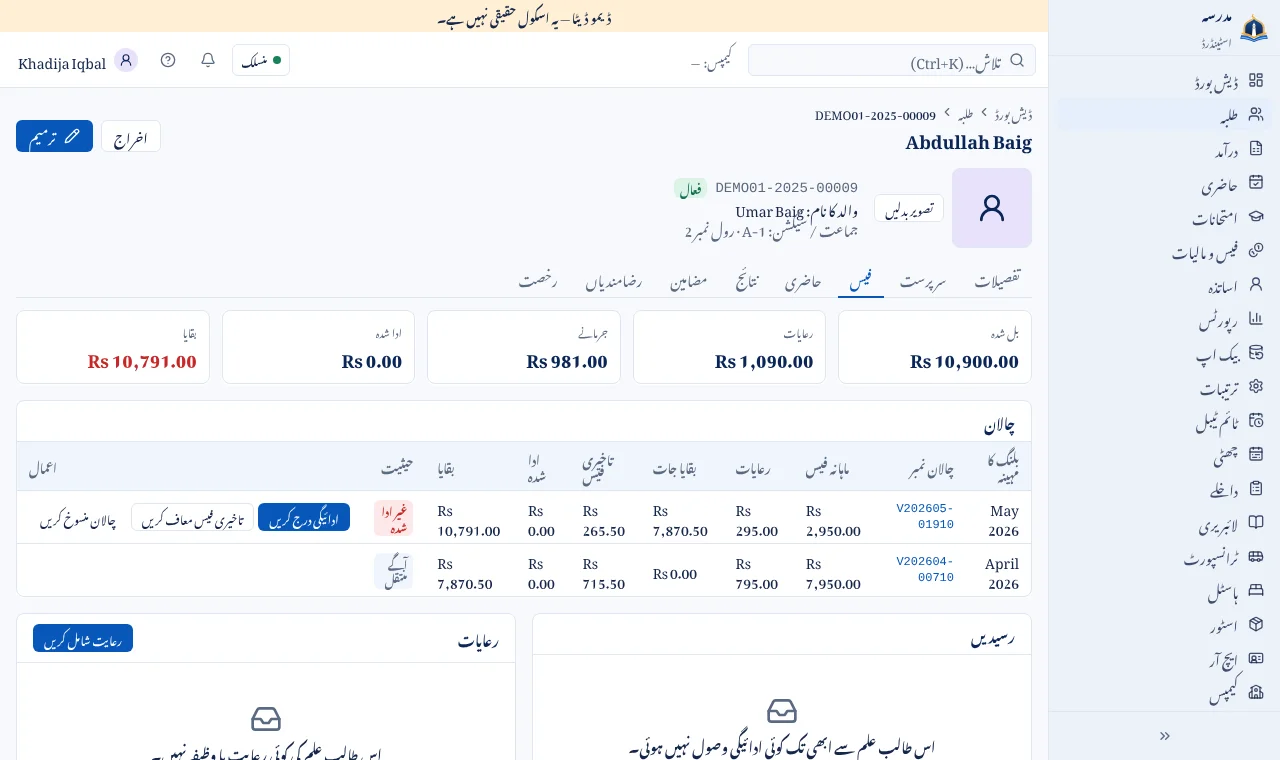 ڈیمو ڈیٹا — یہ اسکول حقیقی نہیں ہے۔
مدرسہ
اسٹینڈرڈ
ڈیش بورڈ
طلبہ
درآمد
حاضری
امتحانات
فیس و مالیات
اساتذہ
رپورٹس
بیک اپ
ترتیبات
ٹائم ٹیبل
چھٹی
داخلے
لائبریری
ٹرانسپورٹ
ہاسٹل
اسٹور
ایچ آر
کیمپس
تلاش... (Ctrl+K)
کیمپس: —
منسلک
Khadija Iqbal
ڈیش بورڈ
طلبہ
DEMO01-2025-00009
Abdullah Baig
اخراج
ترمیم
تصویر بدلیں
DEMO01-2025-00009 فعال
والد کا نام: Umar Baig
جماعت / سیکشن: A-1 · رول نمبر 2
تفصیلات
سرپرست
فیس
حاضری
نتائج
مضامین
رضامندیاں
رخصت
بل شدہ
Rs 10,900.00
رعایات
Rs 1,090.00
جرمانے
Rs 981.00
ادا شدہ
Rs 0.00
بقایا
Rs 10,791.00
چالان
بلنگ کا مہینہ
چالان نمبر
ماہانہ فیس
رعایات
بقایا جات
تاخیری فیس
ادا شدہ
بقایا
حیثیت
اعمال
May 2026
V202605-01910
Rs 2,950.00
Rs 295.00
Rs 7,870.50
Rs 265.50
Rs 0.00
Rs 10,791.00
غیر ادا شدہ
ادائیگی درج کریں
تاخیری فیس معاف کریں
چالان منسوخ کریں
April 2026
V202604-00710
Rs 7,950.00
Rs 795.00
Rs 0.00
Rs 715.50
Rs 0.00
Rs 7,870.50
آگے منتقل
رسیدیں
اس طالب علم سے ابھی تک کوئی ادائیگی وصول نہیں ہوئی۔
رعایات
رعایت شامل کریں
اس طالب علم کی کوئی رعایت یا وظیفہ نہیں۔